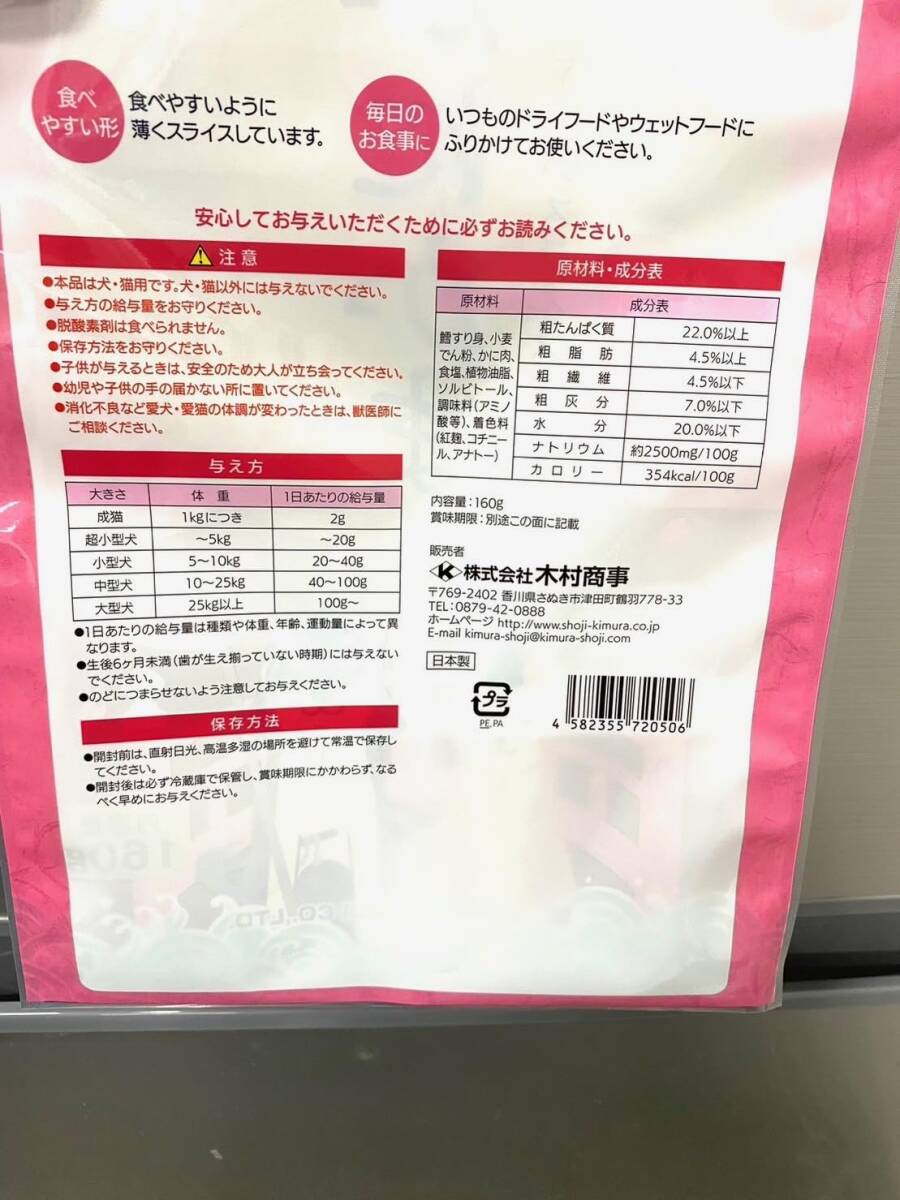 食べ
やすい形
食べやすいように
薄くスライスしています。
毎日の
お食事に
いつものドライフードやウェットフードに
ふりかけてお使いください。
安心してお与えいただくために必ずお読みください。
注意
●本品は犬・猫用です。犬・猫以外には与えないでください。
●与え方の給与量をお守りください。
●脱酸素剤は食べられません。
●保存方法をお守りください。
●子供が与えるときは、安全のため大人が立ち会ってください。
●幼児や子供の手の届かない所に置いてください。
●消化不良など愛犬・愛猫の体調が変わったときは、獣医師に
ご相談ください。
与え方
大きさ 体重 1日あたりの給与量
成猫 1kgにつき 2g
超小型犬 〜5kg 〜20g
小型犬 5〜10kg 20〜40g
中型犬 10〜25kg 40〜100g
大型犬 25kg以上 100g〜
●1日あたりの給与量は種類や体重、年齢、運動量によって異
なります。
●生後6ヶ月未満(歯が生え揃っていない時期)には与えない
でください。
●のどにつまらせないよう注意してお与えください。
保存方法
●開封前は、直射日光、高温多湿の場所を避けて常温で保存し
てください。
●開封後は必ず冷蔵庫で保管し、賞味期限にかかわらず、なる
べく早めにお与えください。
原材料・成分表
原材料 成分表
鱈すり身、小麦
でん粉、かに肉、
食塩、植物油脂、
ソルビトール、
調味料(アミノ
酸等)、着色料
(紅麹、コチニー
ル、アナトー)
粗たんぱく質 22.0%以上
粗脂肪 4.5%以上
粗繊維 4.5%以下
粗灰分 7.0%以下
水分 20.0%以下
ナトリウム 約2500mg/100g
カロリー 354kcal/100g
内容量:160g
賞味期限:別途この面に記載
販売者
K 株式会社木村商事
〒769-2402 香川県さぬき市津田町鶴羽778-33
TEL:0879-42-0888
ホームページ http://www.shoji-kimura.co.jp
E-mail kimura-shoji@kimura-shoji.com
日本製
プラ
PE,PA
4 582355 720506
160g
CO.,LTD.